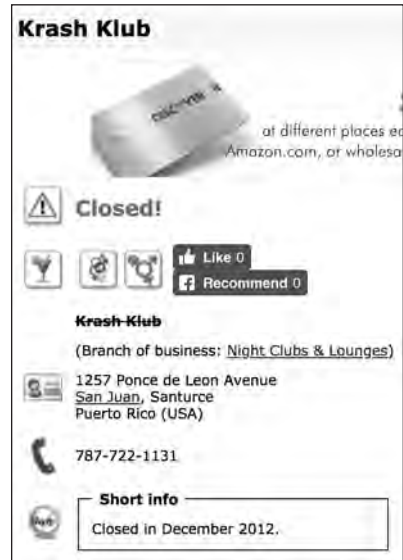 Krash Klub
DISCOVER
at different places ea
Amazon.com, or wholesa
Closed!
Like 0
Recommend 0
Krash Klub
(Branch of business: Night Clubs & Lounges)
1257 Ponce de Leon Avenue
San Juan, Santurce
Puerto Rico (USA)
787-722-1131
Short info
Closed in December 2012.